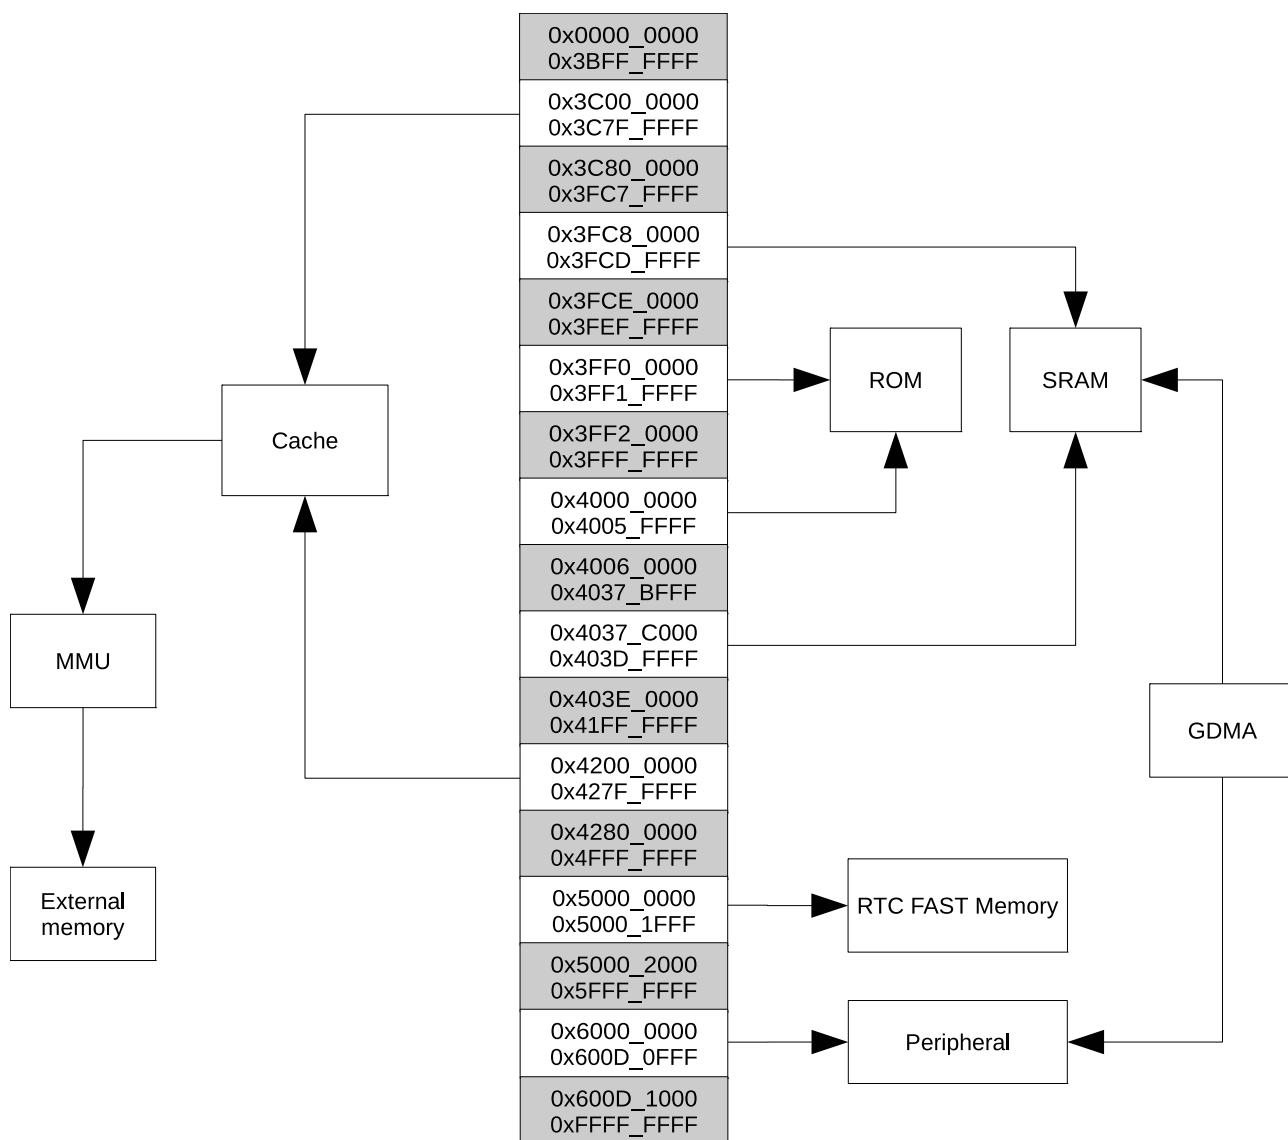 0x0000_0000
0x3BFF_FFFF
0x3C00_0000
0x3C7F_FFFF
0x3C80_0000
0x3FC7_FFFF
0x3FC8_0000
0x3FCD_FFFF
0x3FCE_0000
0x3FEF_FFFF
0x3FF0_0000
0x3FF1_FFFF
ROM
SRAM
Cache
0x3FF2_0000
0x3FFF_FFFF
0x4000_0000
0x4005_FFFF
0x4006_0000
0x4037_BFFF
MMU
0x4037_C000
0x403D_FFFF
0x403E_0000
0x41FF_FFFF
GDMA
0x4200_0000
0x427F_FFFF
0x4280_0000
0x4FFF_FFFF
External
memory
0x5000_0000
0x5000_1FFF
RTC FAST Memory
0x5000_2000
0x5FFF_FFFF
0x6000_0000
0x600D_0FFF
Peripheral
0x600D_1000
0xFFFF_FFFF